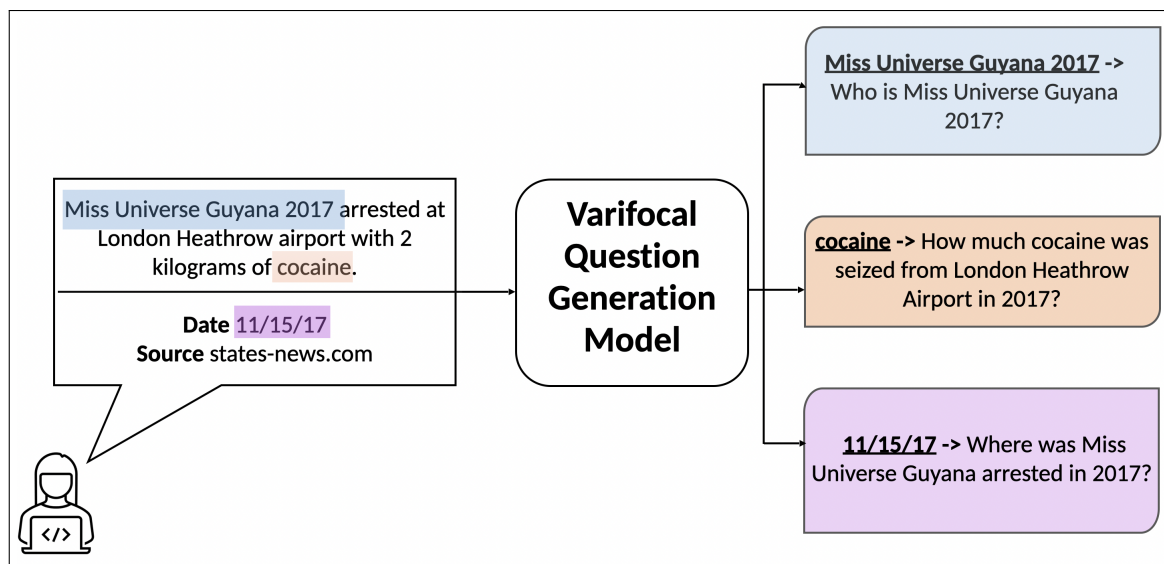 Miss Universe Guyana 2017 arrested at
London Heathrow airport with 2
kilograms of cocaine.
Date 11/15/17
Source states-news.com
</>
Varifocal
Question
Generation
Model
Miss Universe Guyana 2017 ->
Who is Miss Universe Guyana
2017?
cocaine -> How much cocaine was
seized from London Heathrow
Airport in 2017?
11/15/17 -> Where was Miss
Universe Guyana arrested in 2017?